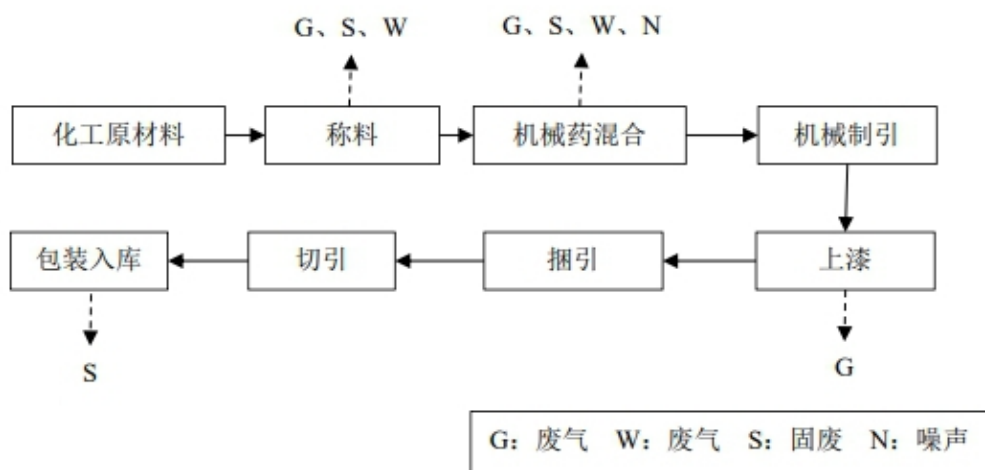 G、S、W
G、S、W、N
化工原材料
称料
机械药混合
机械制引
包装入库
切引
捆引
上漆
S
G
G：废气 W：废气 S：固废 N：噪声